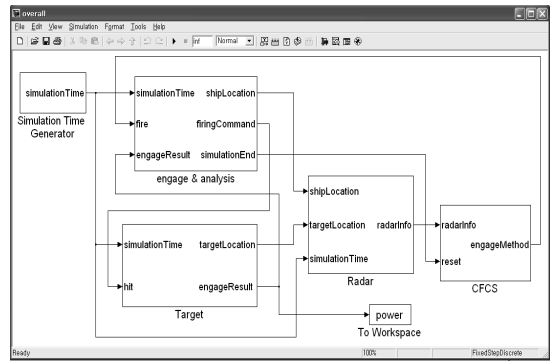 overall
File Edit View Simulation Format Tools Help
inf Normal
simulationTime
Simulation Time
Generator
simulationTime shipLocation
fire firingCommand
engageResult simulationEnd
engage & analysis
shipLocation
targetLocation radarInfo
simulationTime
Radar
radarInfo
engageMethod
reset
CFCS
simulationTime targetLocation
hit engageResult
Target
power
To Workspace
Ready 100% FixedStepDiscrete